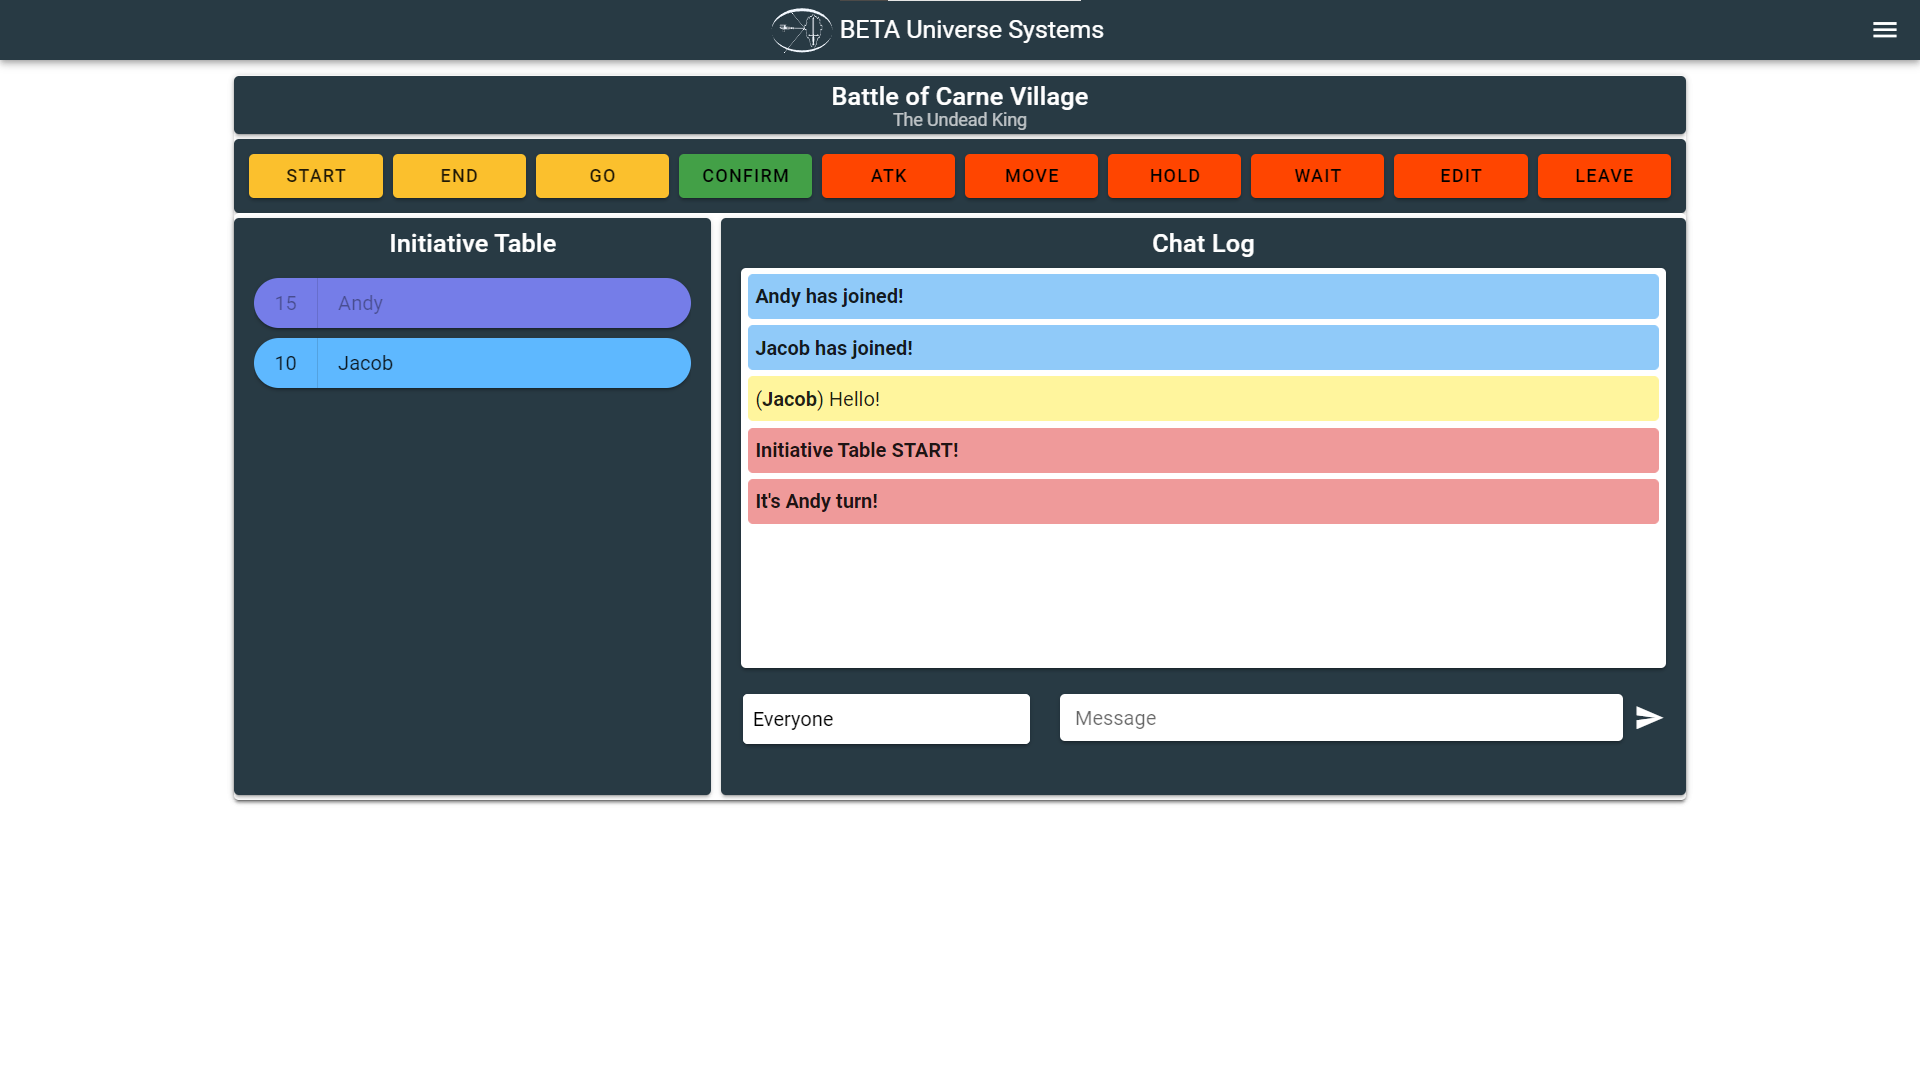 BETA Universe Systems
Battle of Carne Village
The Undead King
START END GO CONFIRM ATK MOVE HOLD WAIT EDIT LEAVE
Initiative Table
15 Andy
10 Jacob
Chat Log
Andy has joined!
Jacob has joined!
(Jacob) Hello!
Initiative Table START!
It's Andy turn!
Everyone
Message